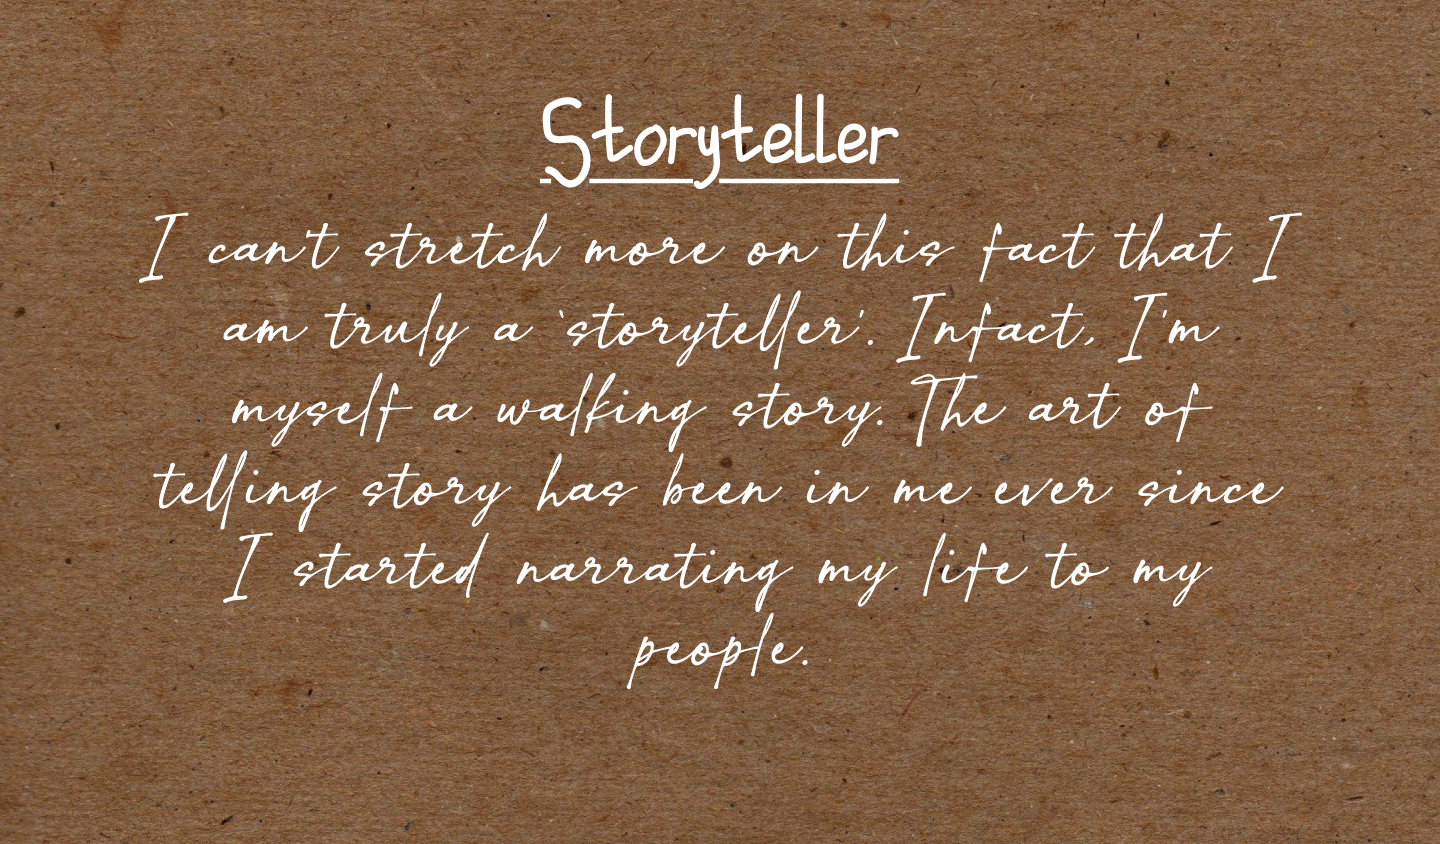 Storyteller
I can't stretch more on this fact that I
am truly a 'storyteller'. Infact, I'm
myself a walking story. The art of
telling story has been in me ever since
I started narrating my life to my
people.